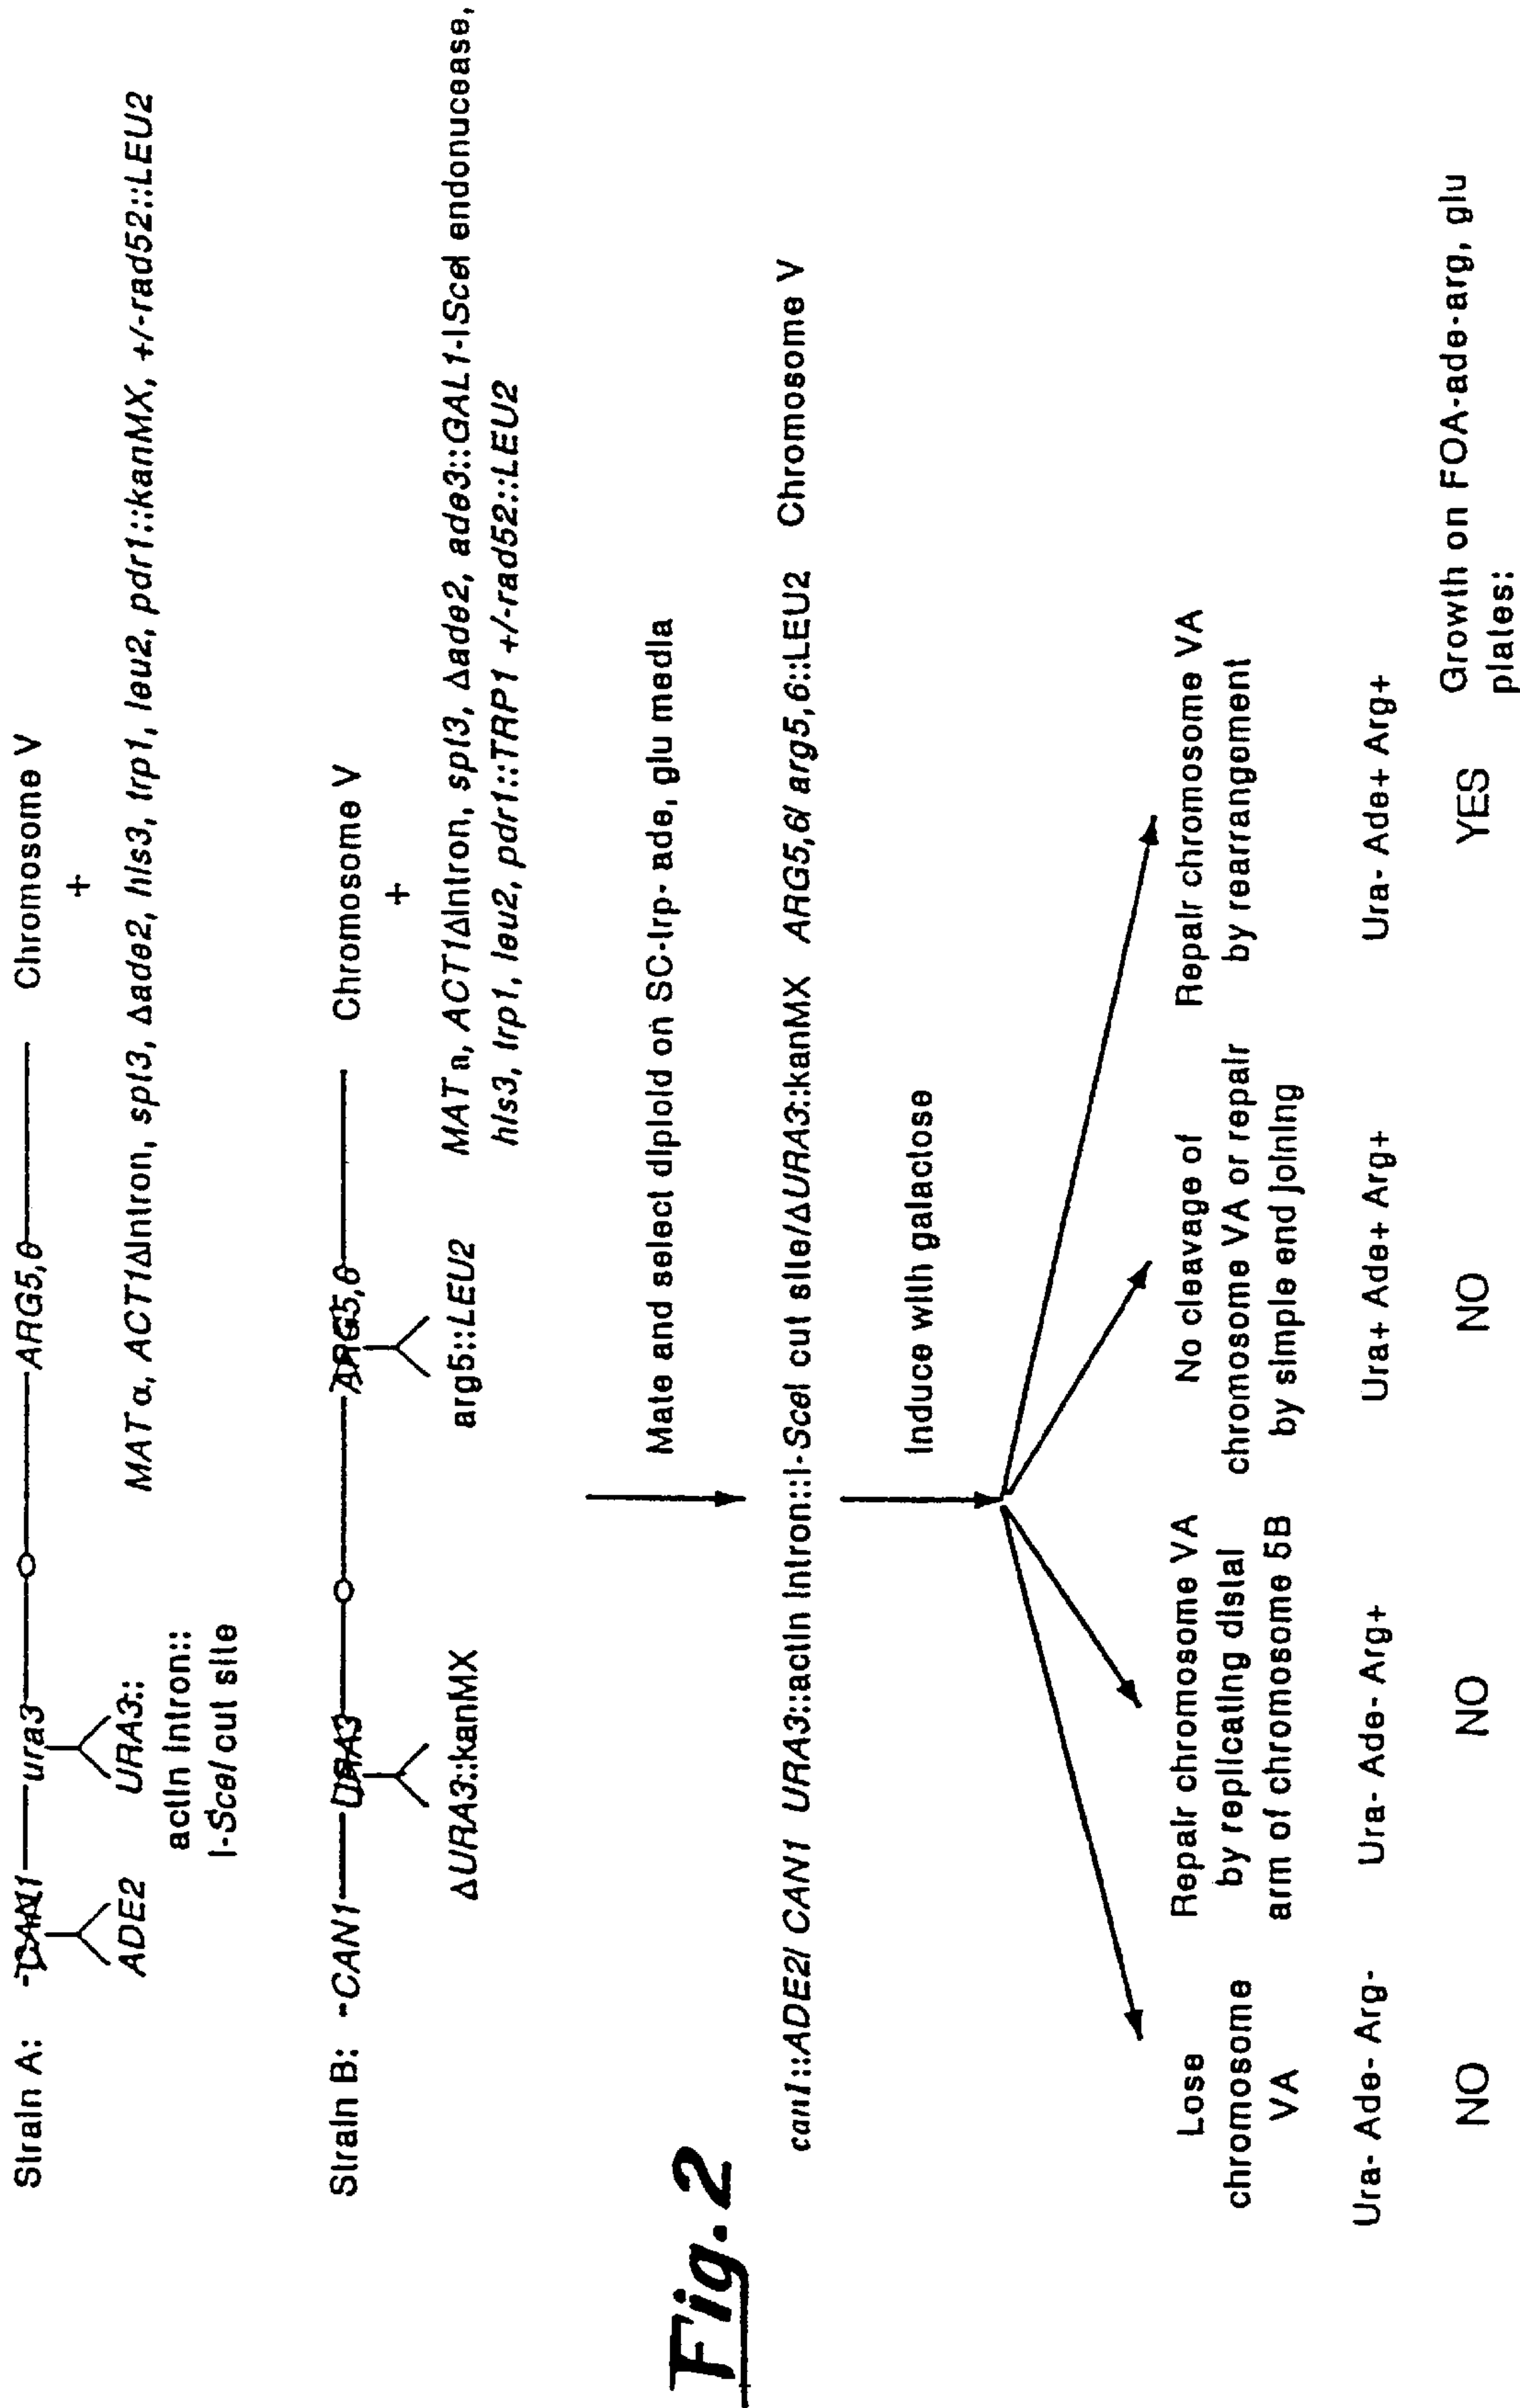 Strain A:
CAN1
ura3
ARG5,6
Chromosome V
ADE2
URA3::
actin intron::
I-SceI cut site
+
MAT α, ACT1Δintron, spt3, Δade2, his3, trp1, leu2, pdr1::kanMX, +/-rad52::LEU2
Strain B:
CAN1
URA3
ARG5,6
Chromosome V
ΔURA3::kanMX
arg5::LEU2
+
MAT a, ACT1Δintron, spt3, Δade2, ade3::GAL1-ISceI endonucease,
his3, trp1, leu2, pdr1::TRP1 +/-rad52::LEU2
Mate and select diploid on SC-trp- ade, glu media
Fig. 2
can1::ADE2/ CAN1 URA3::actin intron::I-SceI cut site/ΔURA3::kanMX ARG5,6/ arg5,6::LEU2 Chromosome V
Induce with galactose
Lose
chromosome
VA
Repair chromosome VA
by replicating distal
arm of chromosome 5B
No cleavage of
chromosome VA or repair
by simple end joining
Repair chromosome VA
by rearrangement
Ura- Ade- Arg-
Ura- Ade- Arg+
Ura+ Ade+ Arg+
Ura- Ade+ Arg+
NO
NO
NO
YES
Growth on FOA-ade-arg, glu
plates: